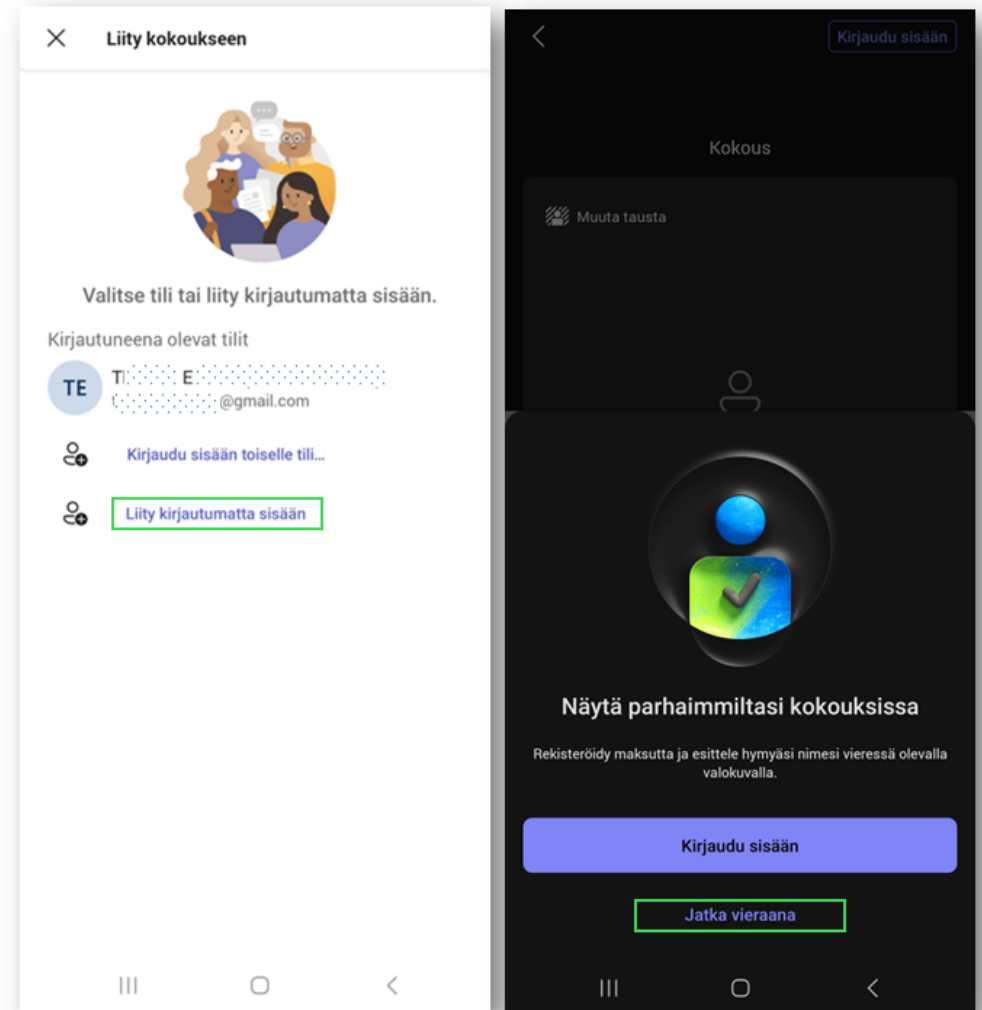 Liity kokoukseen
Valitse tili tai liity kirjautumatta sisään.
Kirjautuneena olevat tilit
TE
T E
@gmail.com
Kirjaudu sisään toiselle tili...
Liity kirjautumatta sisään
Kirjaudu sisään
Kokous
Muuta tausta
Näytä parhaimmiltasi kokouksissa
Rekisteröidy maksutta ja esittele hymyäsi nimesi vieressä olevalla
valokuvalla.
Kirjaudu sisään
Jatka vieraana